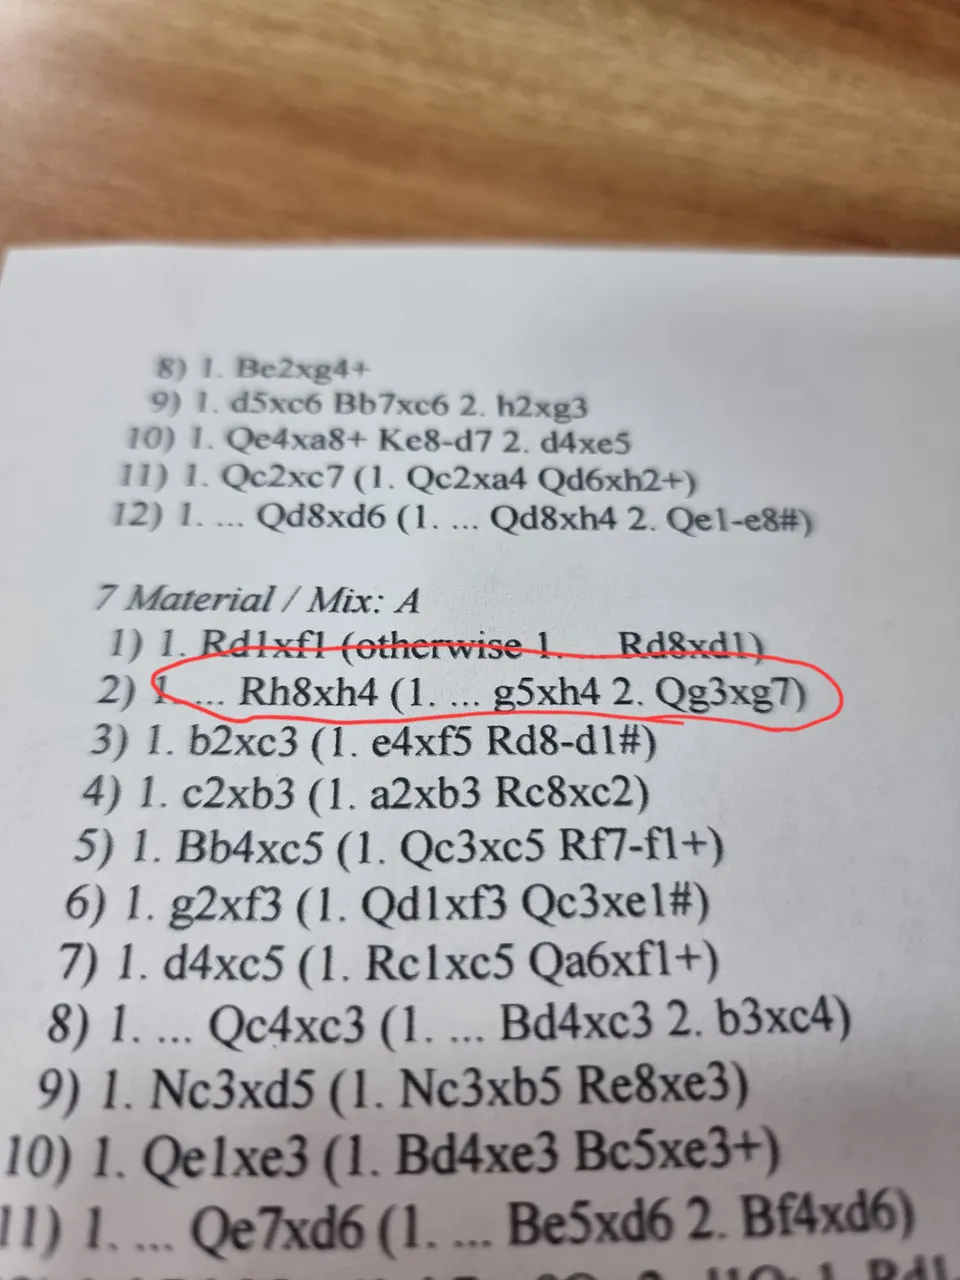 8) 1. Be2xg4+
9) 1. d5xc6 Bb7xc6 2. h2xg3
10) 1. Qe4xa8+ Ke8-d7 2. d4xe5
11) 1. Qc2xc7 (1. Qc2xa4 Qd6xh2+)
12) 1. ... Qd8xd6 (1. ... Qd8xh4 2. Qe1-e8#)
7 Material / Mix: A
1) 1. Rd1xf1 (otherwise 1. ... Rd8xd1)
2) 1. ... Rh8xh4 (1. ... g5xh4 2. Qg3xg7)
3) 1. b2xc3 (1. e4xf5 Rd8-d1#)
4) 1. c2xb3 (1. a2xb3 Rc8xc2)
5) 1. Bb4xc5 (1. Qc3xc5 Rf7-f1+)
6) 1. g2xf3 (1. Qd1xf3 Qc3xe1#)
7) 1. d4xc5 (1. Rc1xc5 Qa6xf1+)
8) 1. ... Qc4xc3 (1. ... Bd4xc3 2. b3xc4)
9) 1. Nc3xd5 (1. Nc3xb5 Re8xe3)
10) 1. Qe1xe3 (1. Bd4xe3 Bc5xe3+)
11) 1. ... Qe7xd6 (1. ... Be5xd6 2. Bf4xd6)